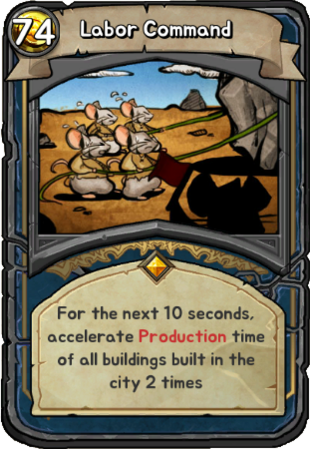 74
Labor Command
For the next 10 seconds,
accelerate Production time
of all buildings built in the
city 2 times